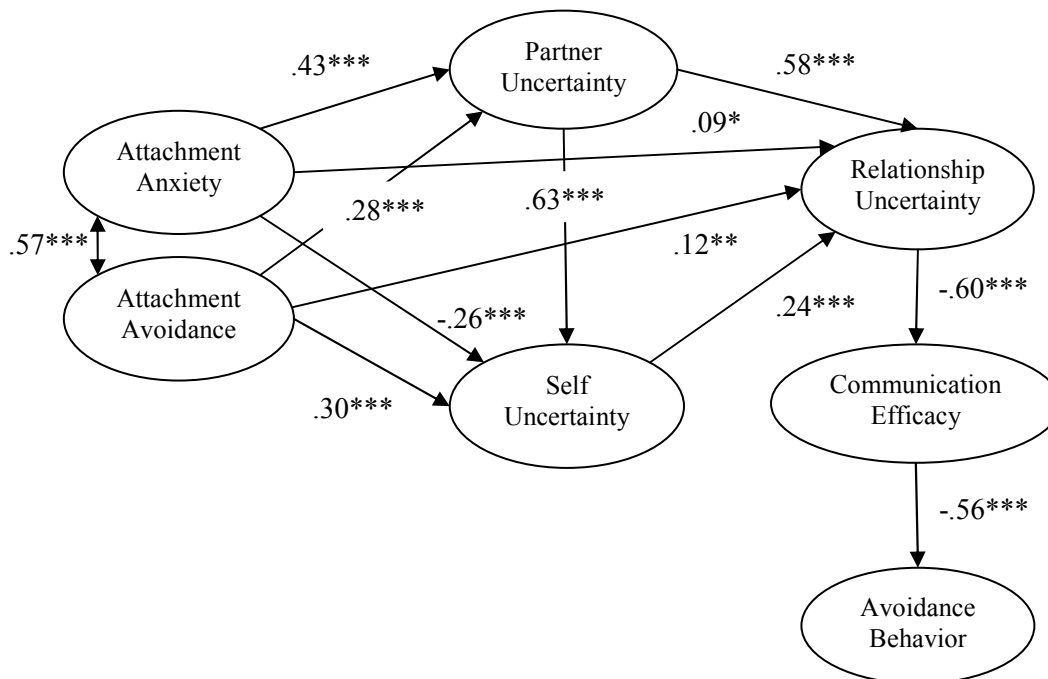 Partner
Uncertainty
.43***
.58***
.09*
Attachment
Anxiety
Relationship
Uncertainty
.28***
.63***
.57***
.12**
Attachment
Avoidance
-.26***
.24***
-.60***
.30***
Self
Uncertainty
Communication
Efficacy
-.56***
Avoidance
Behavior